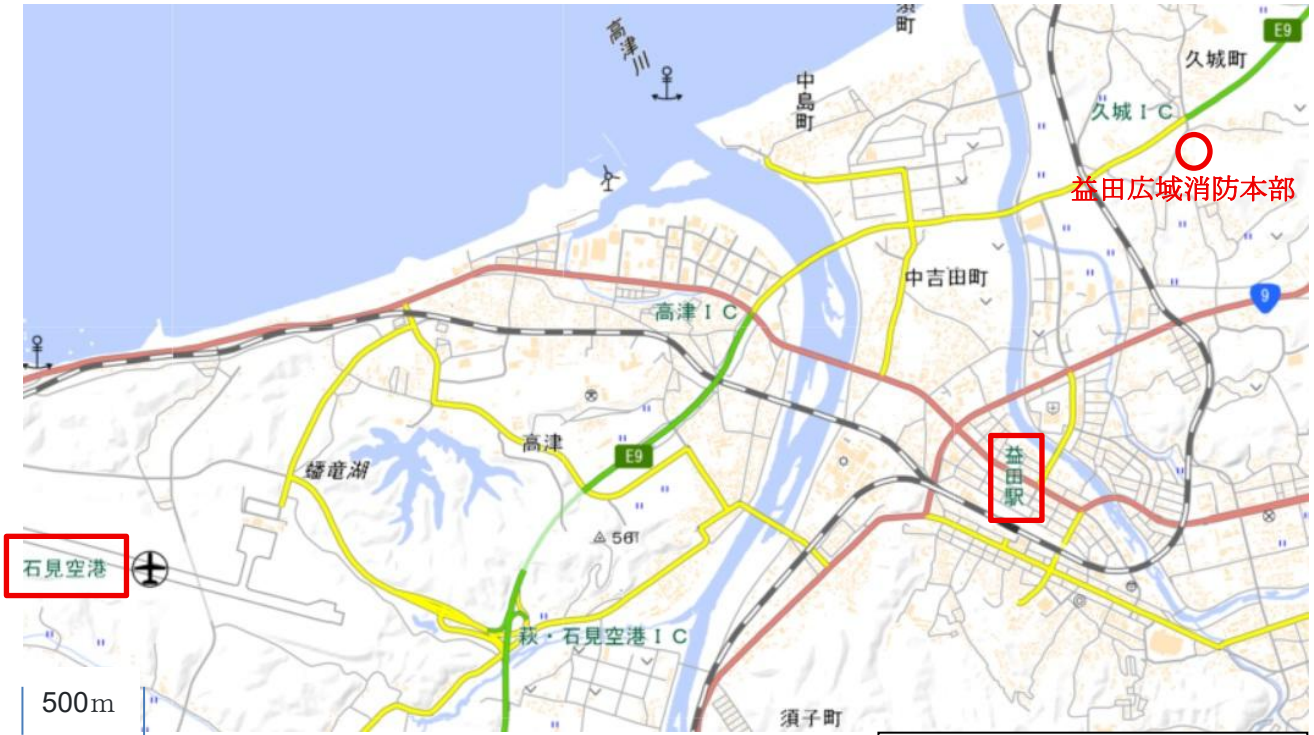 須町
高津川
中島町
久城町
E9
久城IC
益田広域消防本部
中吉田町
9
高津IC
高津
E9
蟠竜湖
益田駅
56
石見空港
萩・石見空港IC
500m
須子町